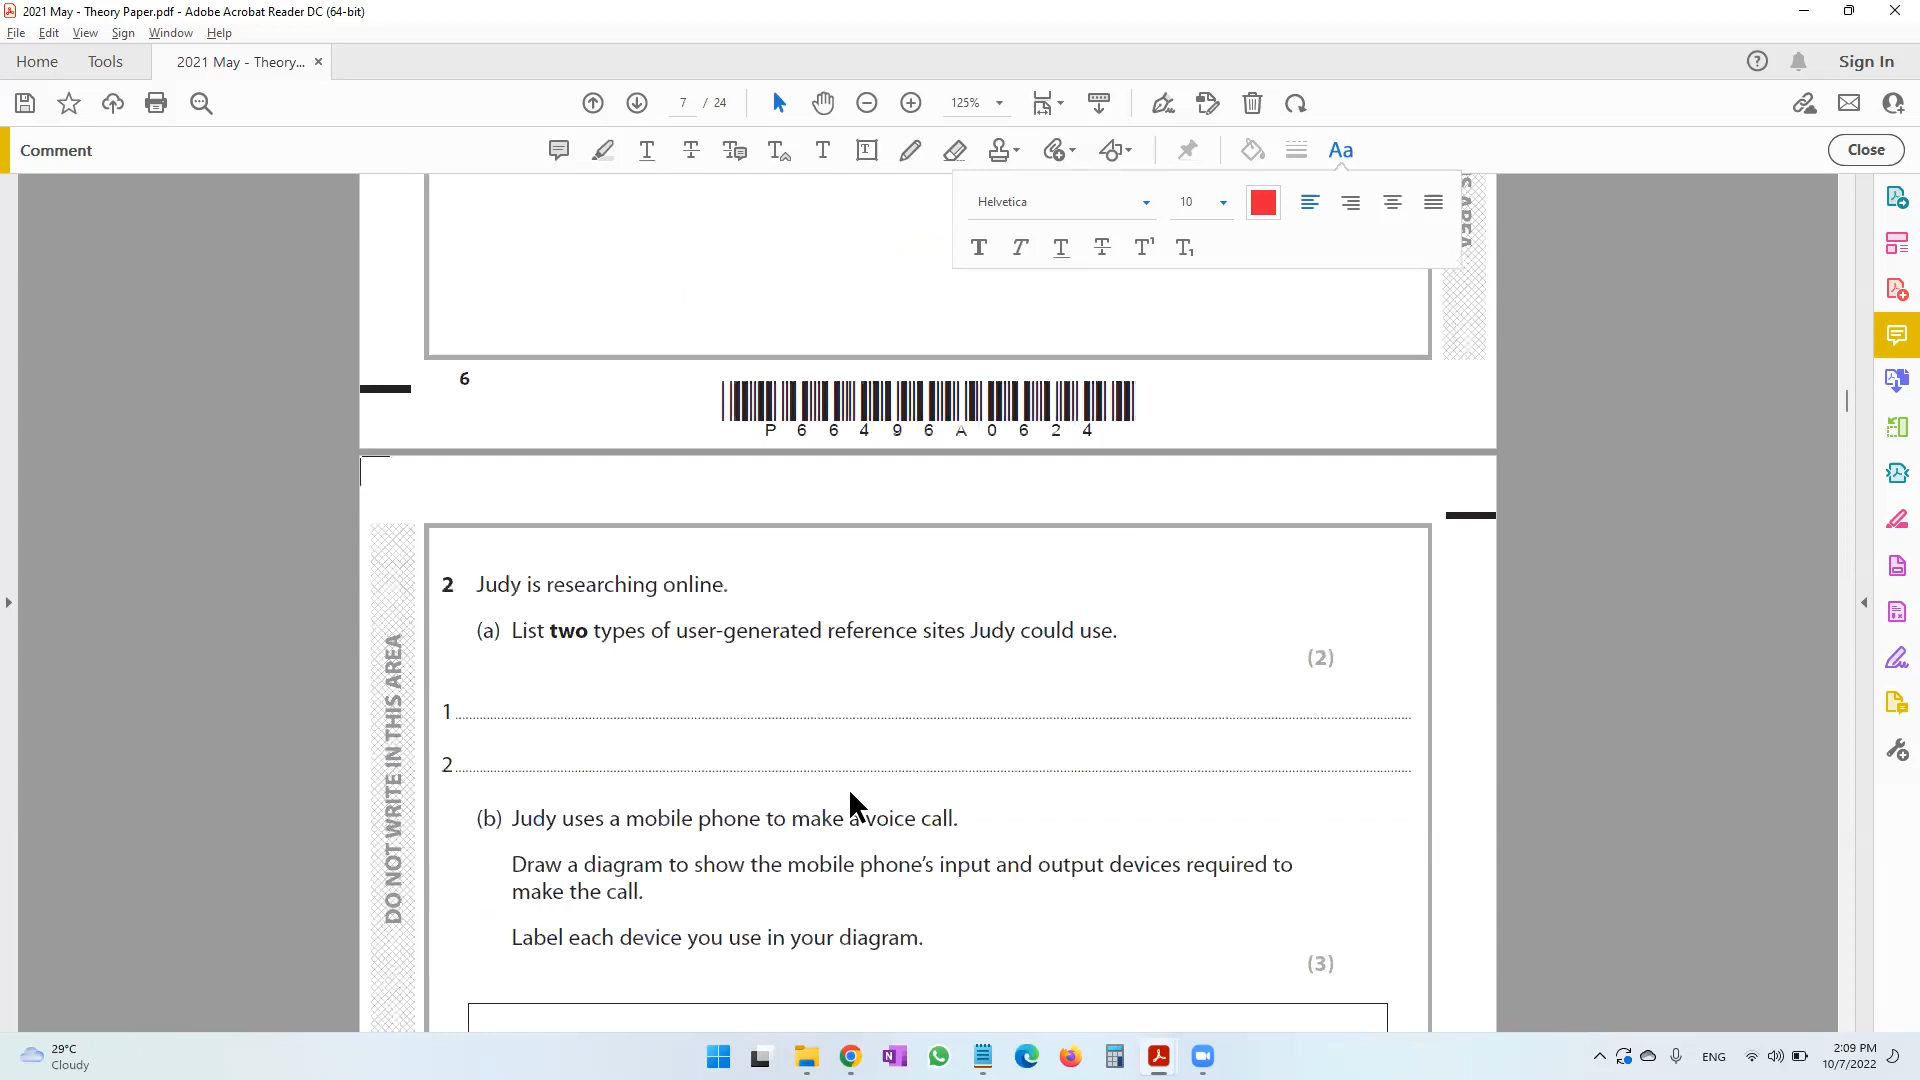 2021 May - Theory Paper.pdf - Adobe Acrobat Reader DC (64-bit)
File Edit View Sign Window Help
Home Tools 2021 May - Theory... × Sign In
7 / 24 125%
Comment Aa Close
Helvetica 10
S AREA
6
P 6 6 4 9 6 A 0 6 2 4
2 Judy is researching online.
(a) List two types of user-generated reference sites Judy could use.
(2)
1
2
DO NOT WRITE IN THIS AREA
(b) Judy uses a mobile phone to make a voice call.
Draw a diagram to show the mobile phone's input and output devices required to
make the call.
Label each device you use in your diagram.
(3)
29°C
Cloudy
ENG
2:09 PM
10/7/2022